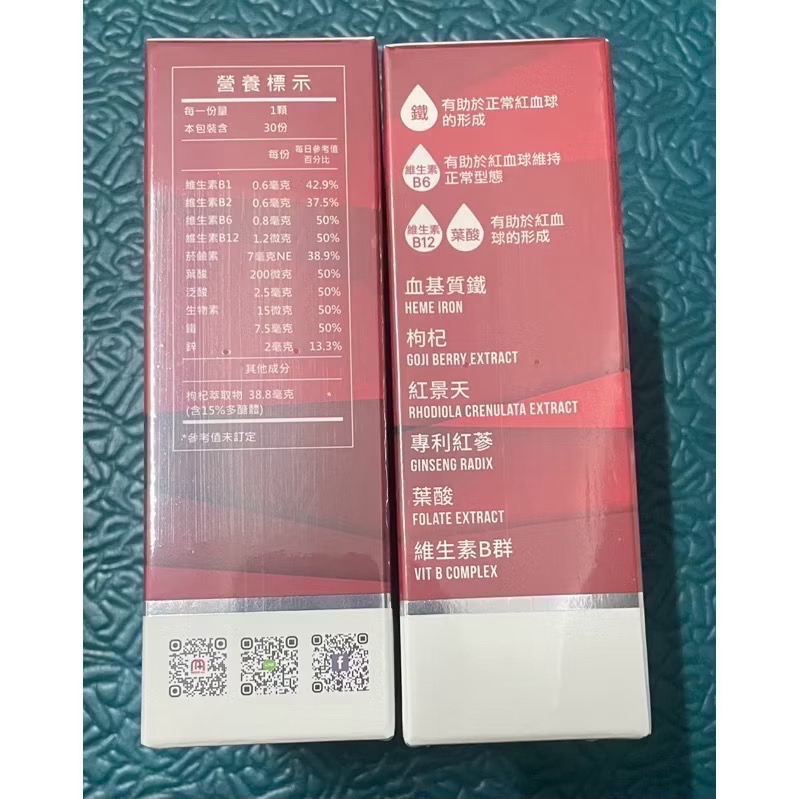 營養標示
每一份量 1顆
本包裝含 30份
每份 每日參考值
百分比
維生素B1 0.6毫克 42.9%
維生素B2 0.6毫克 37.5%
維生素B6 0.8毫克 50%
維生素B12 1.2微克 50%
菸鹼素 7毫克NE 38.9%
葉酸 200微克 50%
泛酸 2.5毫克 50%
生物素 15微克 50%
鐵 7.5毫克 50%
鋅 2毫克 13.3%
其他成分
枸杞萃取物 38.8毫克 *
(含15%多醣體)
*參考值未訂定
鐵 有助於正常紅血球
的形成
維生素
B6
有助於紅血球維持
正常型態
維生素
B12
葉酸
有助於紅血
球的形成
血基質鐵
HEME IRON
枸杞
GOJI BERRY EXTRACT
紅景天
RHODIOLA CRENULATA EXTRACT
專利紅蔘
GINSENG RADIX
葉酸
FOLATE EXTRACT
維生素B群
VIT B COMPLEX